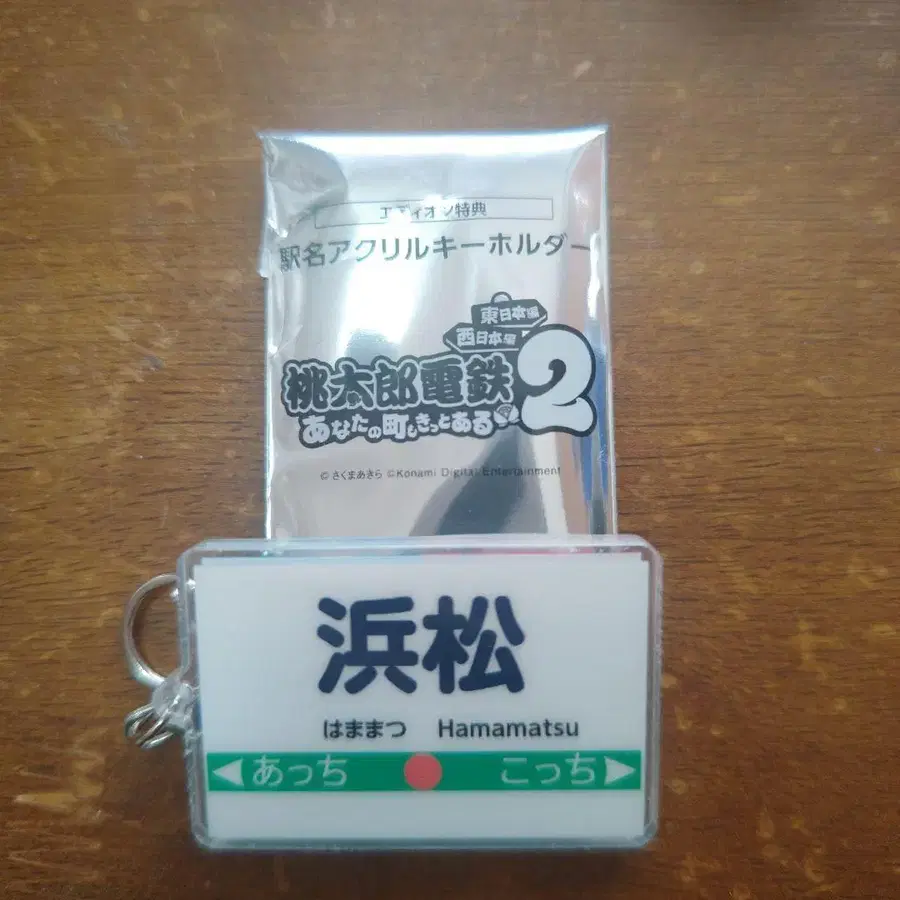 エディオン特典
駅名アクリルキーホルダー
東日本編
西日本編
桃太郎電鉄2
あなたの町もきっとある
©さくまあきら ©Konami Digital Entertainment
浜松
はままつ Hamamatsu
◀あっち こっち▶